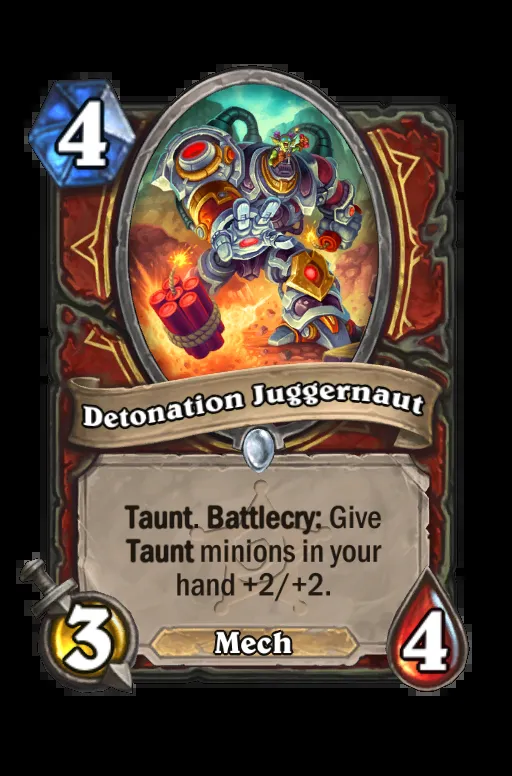 4
Detonation Juggernaut
Taunt. Battlecry: Give
Taunt minions in your
hand +2/+2.
3
Mech
4